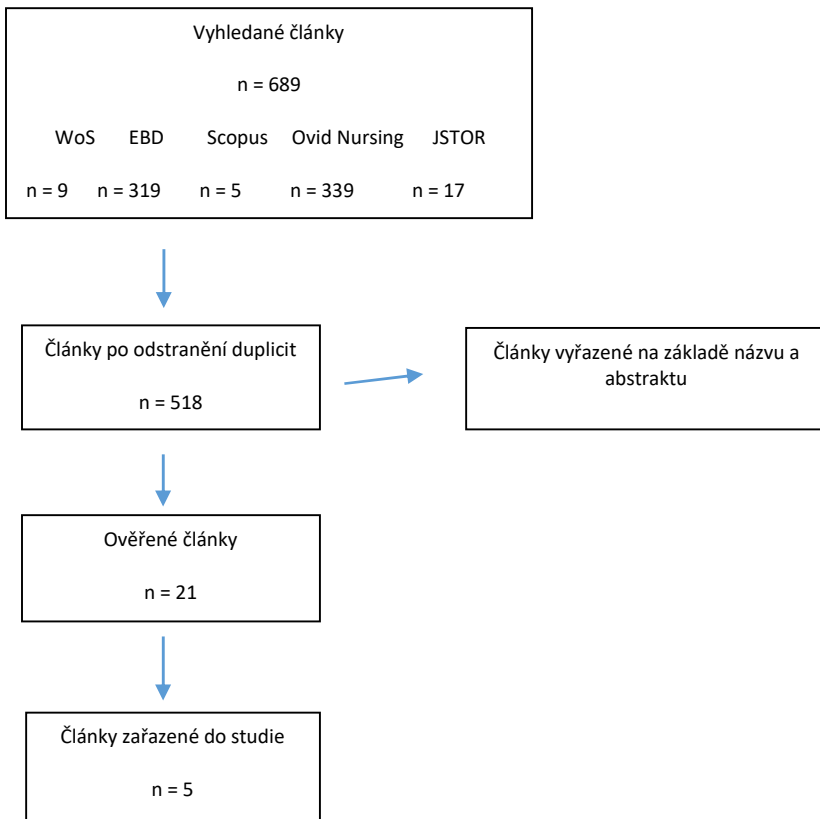 Vyhledané články
n = 689
WoS EBD Scopus Ovid Nursing JSTOR
n = 9 n = 319 n = 5 n = 339 n = 17
Články po odstranění duplicit
n = 518
Články vyřazené na základě názvu a
abstraktu
Ověřené články
n = 21
Články zařazené do studie
n = 5